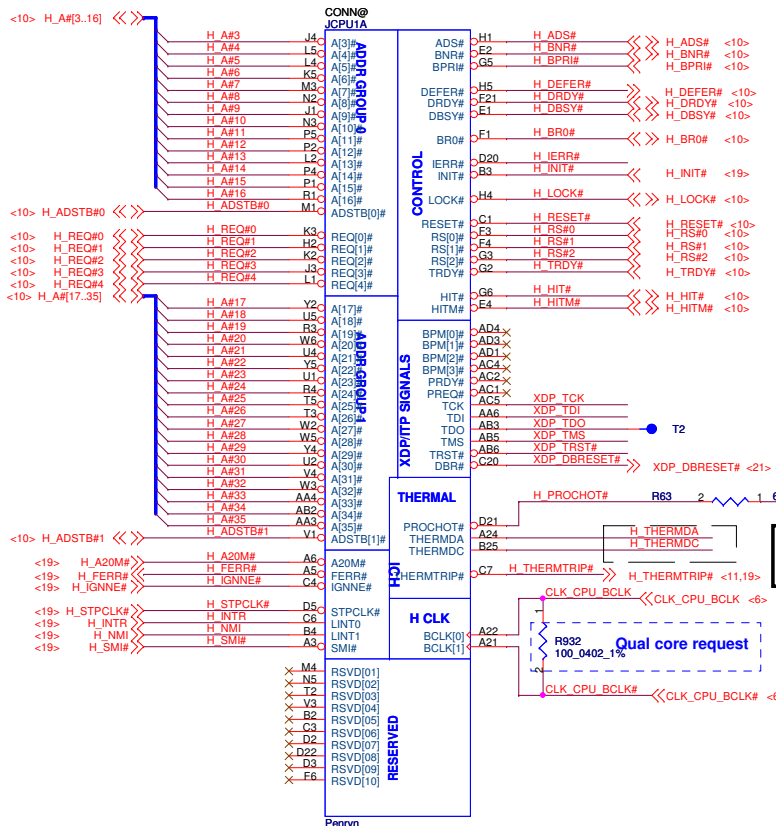 CONN@
JCPU1A
<10> H_A#[3..16]
H_A#3 J4 A[3]#
H_A#4 L5 A[4]#
H_A#5 L4 A[5]#
H_A#6 K5 A[6]#
H_A#7 M3 A[7]#
H_A#8 N2 A[8]#
H_A#9 J1 A[9]#
H_A#10 N3 A[10]#
H_A#11 P5 A[11]#
H_A#12 P2 A[12]#
H_A#13 L2 A[13]#
H_A#14 P4 A[14]#
H_A#15 P1 A[15]#
H_A#16 R1 A[16]#
<10> H_ADSTB#0 H_ADSTB#0 M1 ADSTB[0]#
<10> H_REQ#0 H_REQ#0 K3 REQ[0]#
<10> H_REQ#1 H_REQ#1 H2 REQ[1]#
<10> H_REQ#2 H_REQ#2 K2 REQ[2]#
<10> H_REQ#3 H_REQ#3 J3 REQ[3]#
<10> H_REQ#4 H_REQ#4 L1 REQ[4]#
ADDR GROUP 0
<10> H_A#[17..35]
H_A#17 Y2 A[17]#
H_A#18 U5 A[18]#
H_A#19 R3 A[19]#
H_A#20 W6 A[20]#
H_A#21 U4 A[21]#
H_A#22 Y5 A[22]#
H_A#23 U1 A[23]#
H_A#24 R4 A[24]#
H_A#25 T5 A[25]#
H_A#26 T3 A[26]#
H_A#27 W2 A[27]#
H_A#28 W5 A[28]#
H_A#29 Y4 A[29]#
H_A#30 U2 A[30]#
H_A#31 V4 A[31]#
H_A#32 W3 A[32]#
H_A#33 AA4 A[33]#
H_A#34 AB2 A[34]#
H_A#35 AA3 A[35]#
<10> H_ADSTB#1 H_ADSTB#1 V1 ADSTB[1]#
ADDR GROUP 1
<19> H_A20M# H_A20M# A6 A20M#
<19> H_FERR# H_FERR# A5 FERR#
<19> H_IGNNE# H_IGNNE# C4 IGNNE#
<19> H_STPCLK# H_STPCLK# D5 STPCLK#
<19> H_INTR H_INTR C6 LINT0
<19> H_NMI H_NMI B4 LINT1
<19> H_SMI# H_SMI# A3 SMI#
ICH
M4 RSVD[01]
N5 RSVD[02]
T2 RSVD[03]
V3 RSVD[04]
B2 RSVD[05]
C3 RSVD[06]
D2 RSVD[07]
D22 RSVD[08]
D3 RSVD[09]
F6 RSVD[10]
RESERVED
Penryn
CONTROL
ADS# H1 H_ADS# H_ADS# <10>
BNR# E2 H_BNR# H_BNR# <10>
BPRI# G5 H_BPRI# H_BPRI# <10>
DEFER# H5 H_DEFER# H_DEFER# <10>
DRDY# F21 H_DRDY# H_DRDY# <10>
DBSY# E1 H_DBSY# H_DBSY# <10>
BR0# F1 H_BR0# H_BR0# <10>
IERR# D20 H_IERR#
INIT# B3 H_INIT# H_INIT# <19>
LOCK# H4 H_LOCK# H_LOCK# <10>
RESET# C1 H_RESET# H_RESET# <10>
RS[0]# F3 H_RS#0 H_RS#0 <10>
RS[1]# F4 H_RS#1 H_RS#1 <10>
RS[2]# G3 H_RS#2 H_RS#2 <10>
TRDY# G2 H_TRDY# H_TRDY# <10>
HIT# G6 H_HIT# H_HIT# <10>
HITM# E4 H_HITM# H_HITM# <10>
XDP/ITP SIGNALS
BPM[0]# AD4
BPM[1]# AD3
BPM[2]# AD1
BPM[3]# AC4
PRDY# AC2
PREQ# AC1
TCK AC5 XDP_TCK
TDI AA6 XDP_TDI
TDO AB3 XDP_TDO T2
TMS AB5 XDP_TMS
TRST# AB6 XDP_TRST#
DBR# C20 XDP_DBRESET# XDP_DBRESET# <21>
THERMAL
H_PROCHOT# R63 2 1 6
PROCHOT# D21
THERMDA A24 H_THERMDA
THERMDC B25 H_THERMDC
THERMTRIP# C7 H_THERMTRIP# H_THERMTRIP# <11,19>
H CLK
CLK_CPU_BCLK CLK_CPU_BCLK <6>
BCLK[0] A22
BCLK[1] A21
1
R932
100_0402_1%
2
Qual core request
CLK_CPU_BCLK# CLK_CPU_BCLK# <6